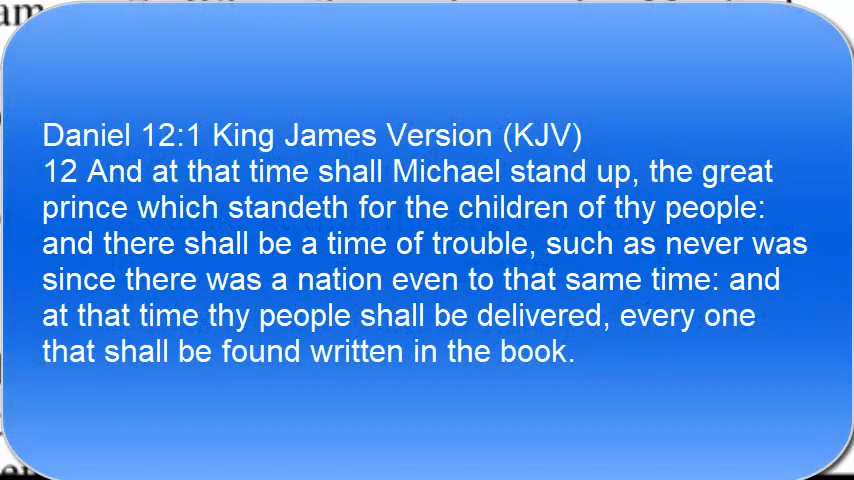 Daniel 12:1 King James Version (KJV)
12 And at that time shall Michael stand up, the great
prince which standeth for the children of thy people:
and there shall be a time of trouble, such as never was
since there was a nation even to that same time: and
at that time thy people shall be delivered, every one
that shall be found written in the book.